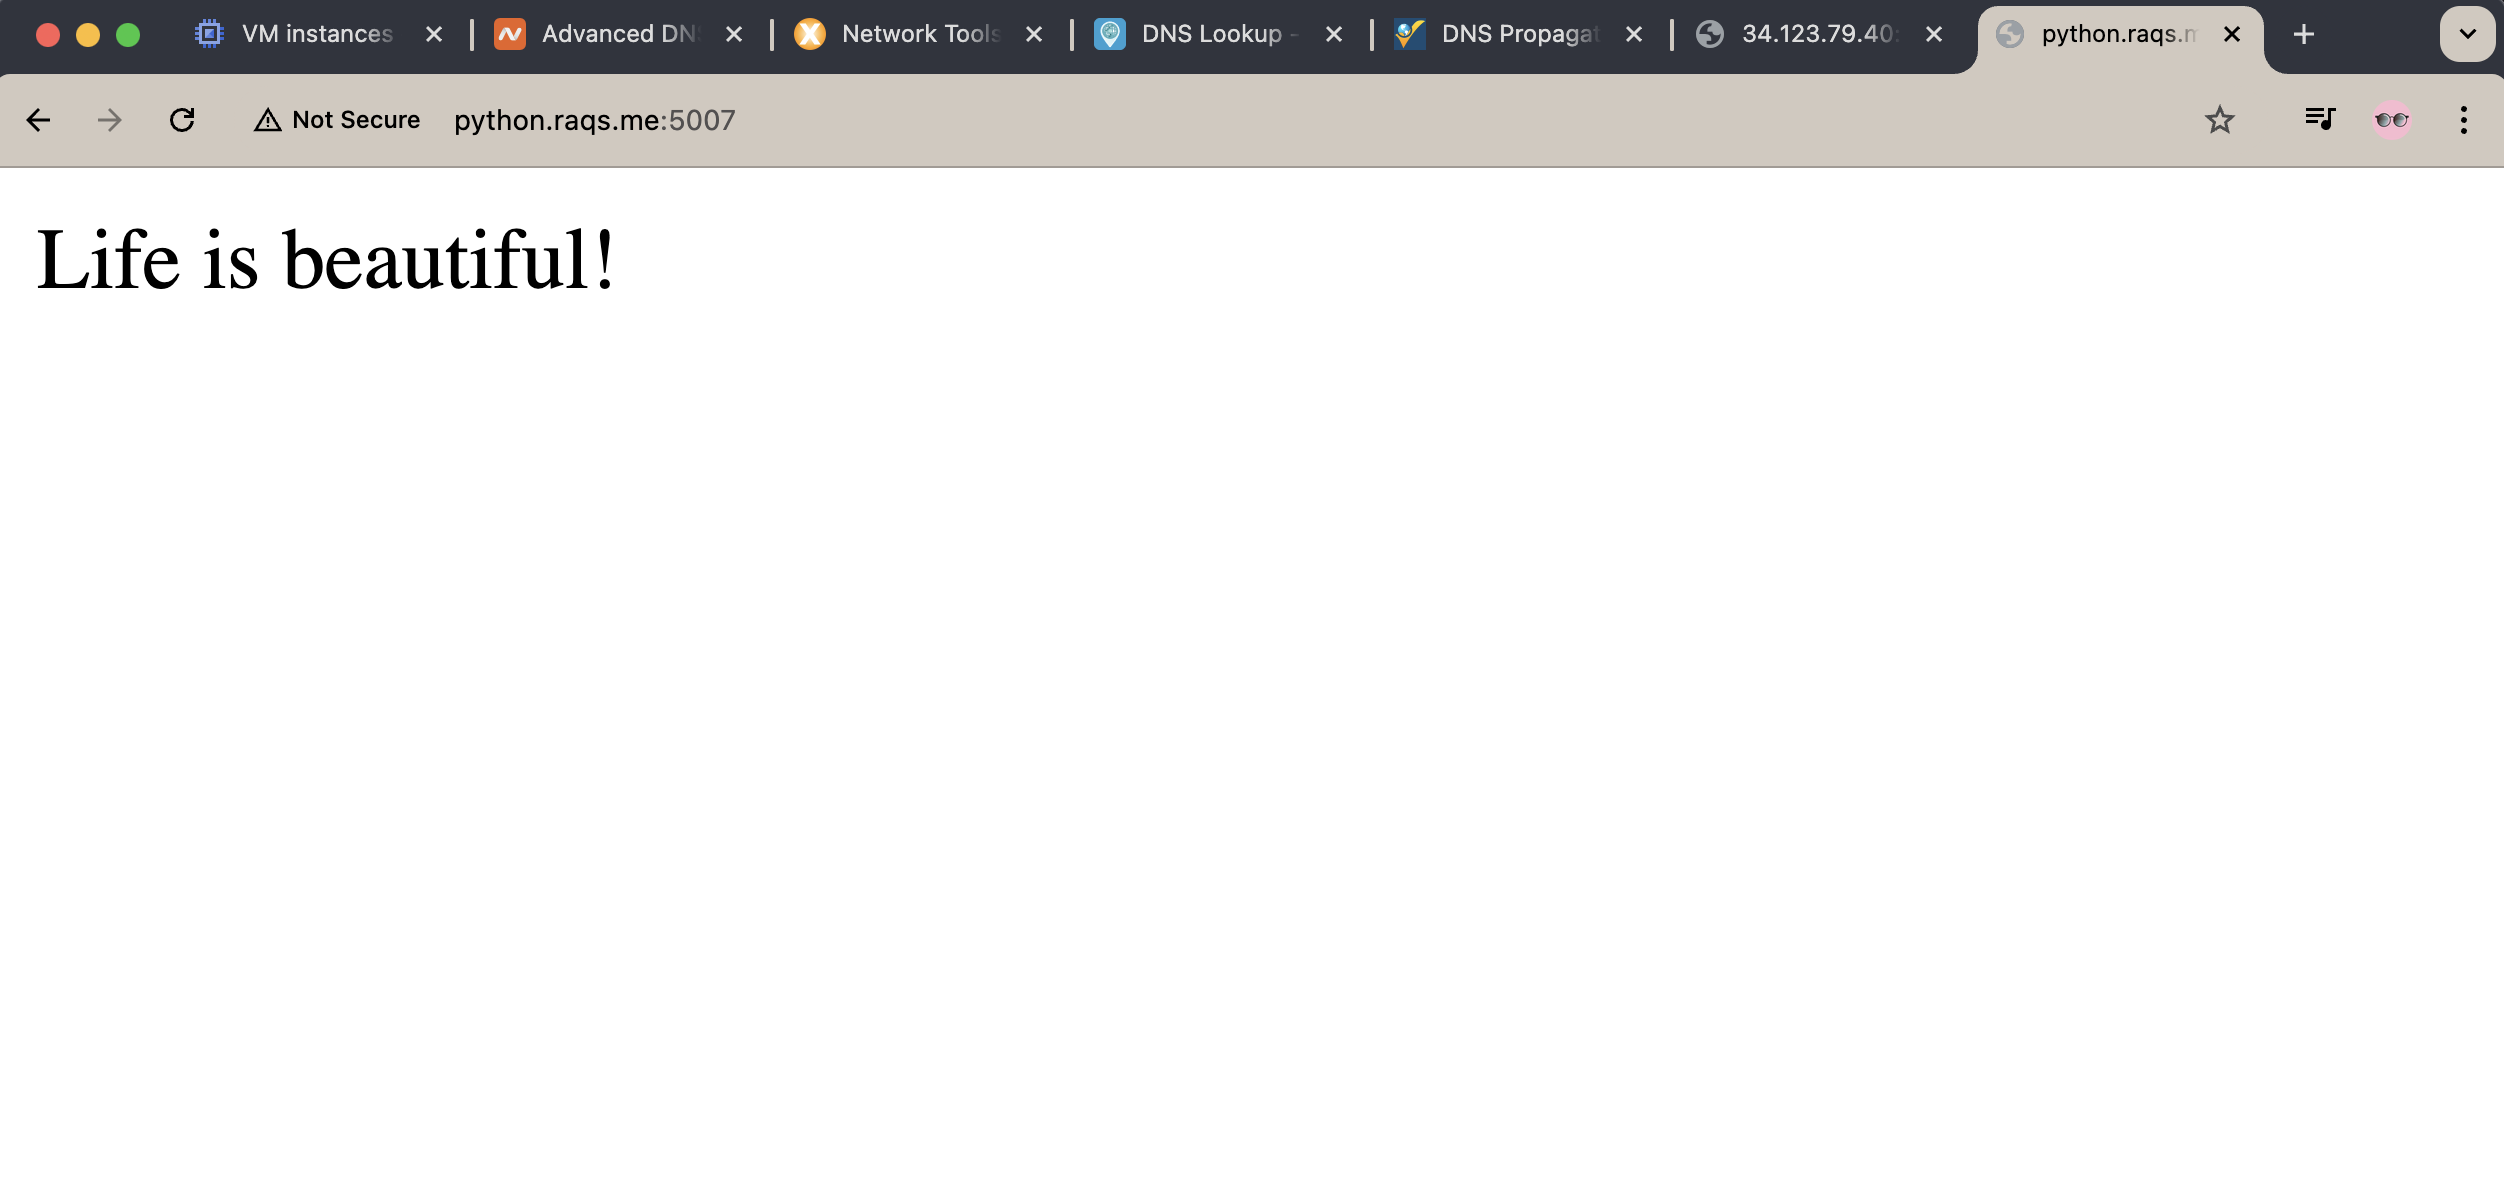 VM instances
Advanced DN
Network Tools
DNS Lookup -
DNS Propagat
34.123.79.40:
python.raqs.m
Not Secure
python.raqs.me:5007
Life is beautiful!